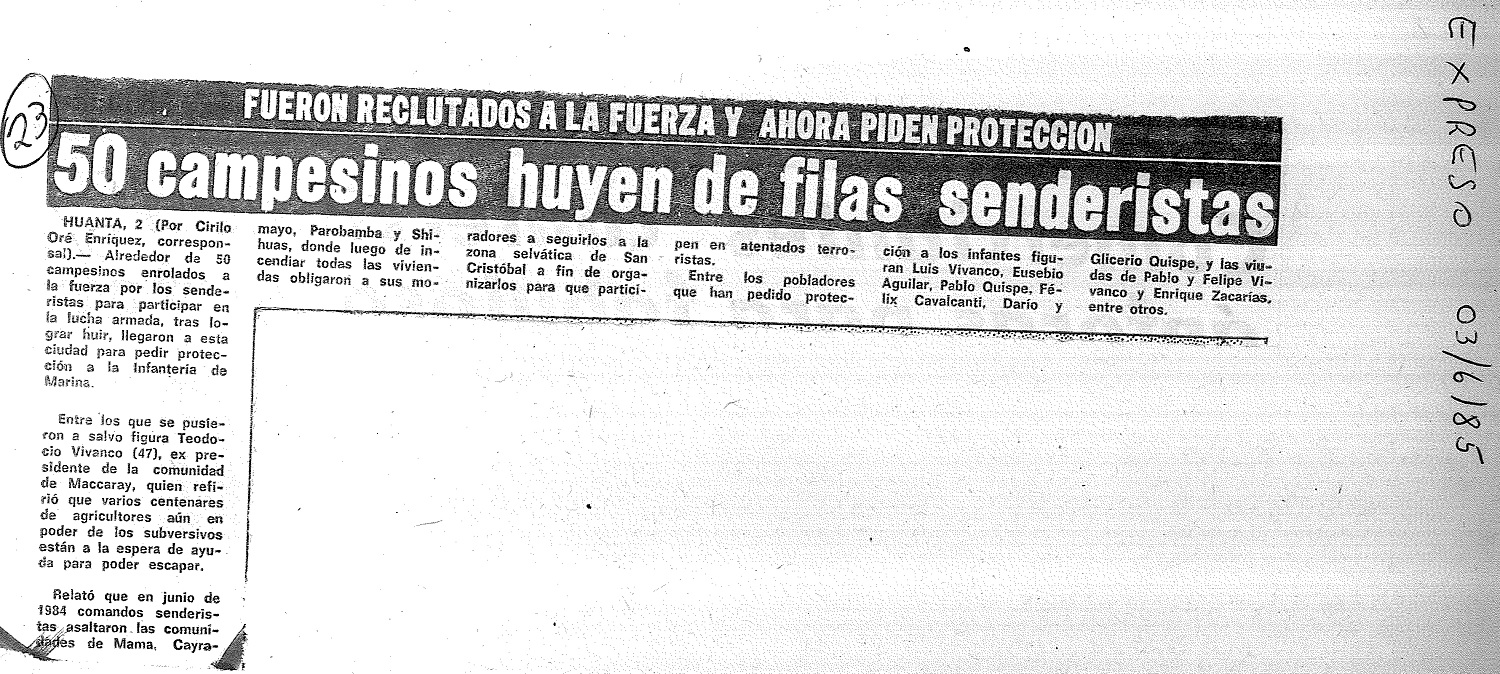 23
FUERON RECLUTADOS A LA FUERZA Y AHORA PIDEN PROTECCION
50 campesinos huyen de filas senderistas
HUANTA, 2 (Por Cirilo
Oré Enríquez, correspon-
sal).— Alrededor de 50
campesinos enrolados a
la fuerza por los sende-
ristas para participar en
la lucha armada, tras lo-
grar huir, llegaron a esta
ciudad para pedir protec-
ción a la Infantería de
Marina.
Entre los que se pusie-
ron a salvo figura Teodo-
cio Vivanco (47), ex pre-
sidente de la comunidad
de Maccaray, quien refi-
rió que varios centenares
de agricultores aún en
poder de los subversivos
están a la espera de ayu-
da para poder escapar.
Relató que en junio de
1984 comandos senderis-
tas asaltaron las comuni-
dades de Mama, Cayra-
mayo, Parobamba y Shi-
huas, donde luego de in-
cendiar todas las vivien-
das obligaron a sus mo-
radores a seguirlos a la
zona selvática de San
Cristóbal a fin de orga-
nizarlos para que partici-
pen en atentados terro-
ristas.
Entre los pobladores
que han pedido protec-
ción a los infantes figu-
ran Luis Vivanco, Eusebio
Aguilar, Pablo Quispe, Fé-
lix Cavalcanti, Darío y
Glicerio Quispe, y las viu-
das de Pablo y Felipe Vi-
vanco y Enrique Zacarías,
entre otros.
EXPRESO 03/6/85